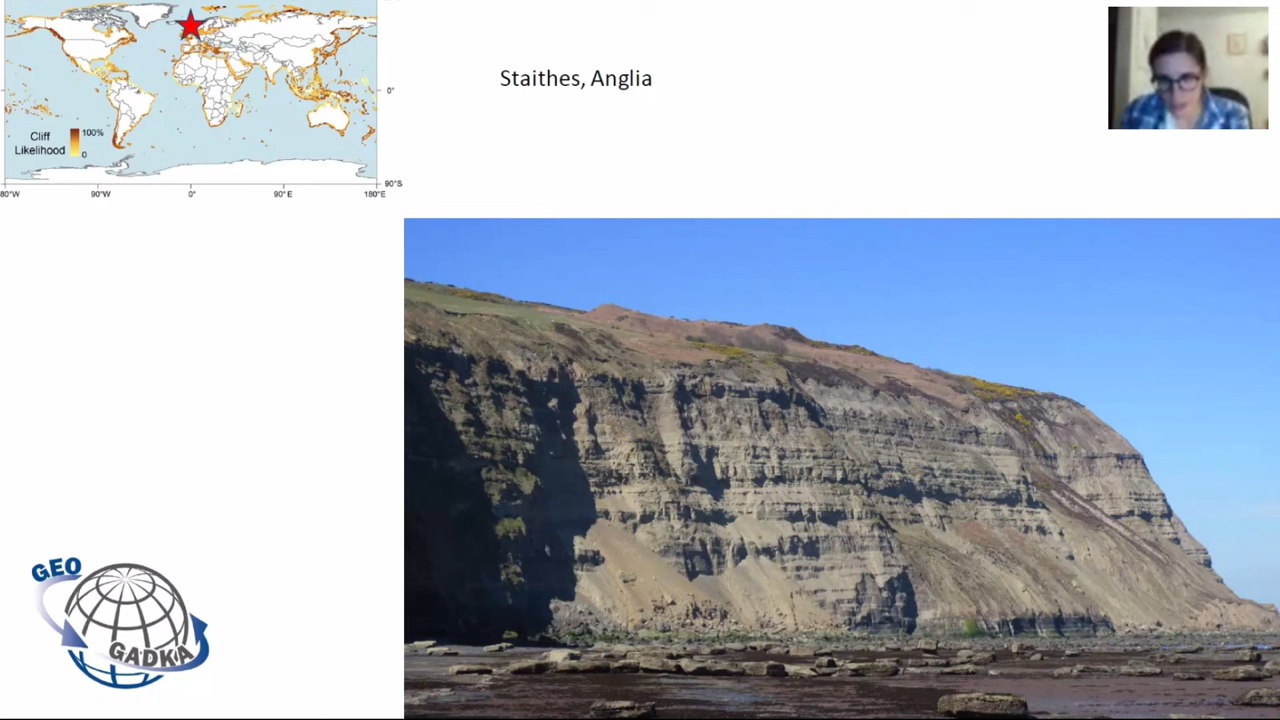 Staithes, Anglia
0°
Cliff
Likelihood
100%
0
90°S
80°W
90°W
0°
90° E
180°E
GEO
GADKA